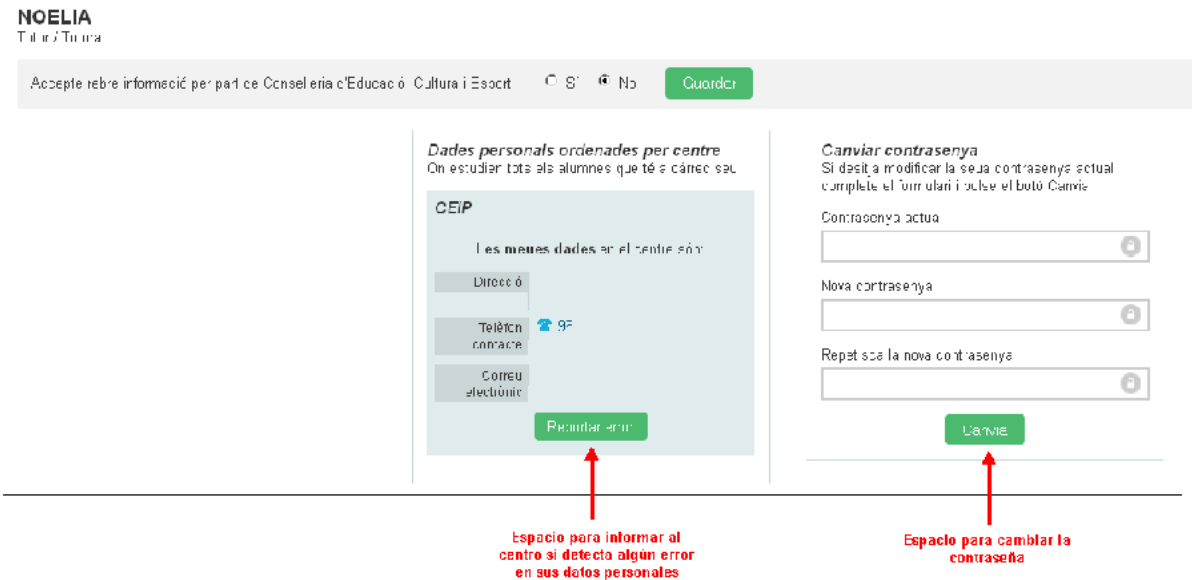 NOELIA
Tutor / Tutora
Accepte rebre informació per part de Conselleria d'Educació, Cultura i Esport Sí No Guardar
Dades personals ordenades per centre
On estudien tots els alumnes que té a càrrec seu
CEIP
Les meues dades en el centre són:
Direcció
Telèfon
contacte
96
Correu
electrònic
Reportar error
Canviar contrasenya
Si desitja modificar la seua contrasenya actual
complete el formulari i pulse el botó Canvia
Contrasenya actual
Nova contrasenya
Repetisca la nova contrasenya
Canvia
Espacio para informar al
centro si detecta algún error
en sus datos personales
Espacio para cambiar la
contraseña